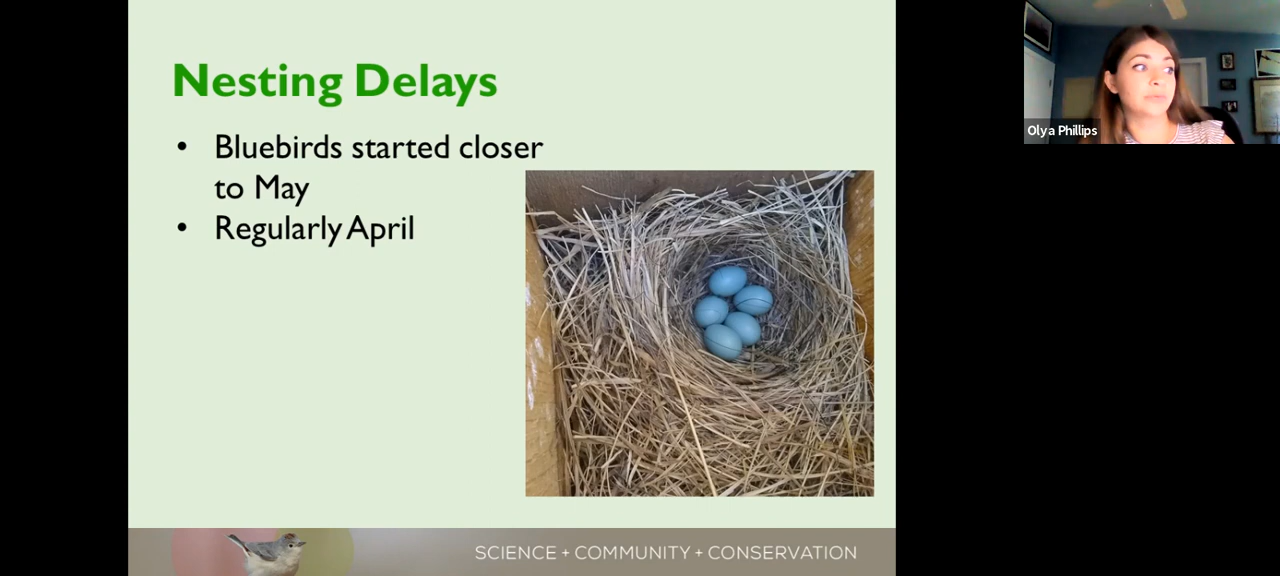 Nesting Delays
• Bluebirds started closer
to May
• Regularly April
SCIENCE + COMMUNITY + CONSERVATION
Olya Phillips